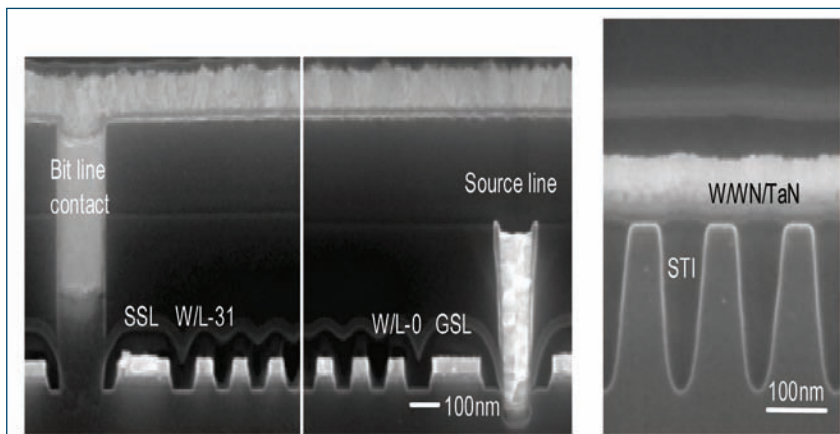 Bit line
contact
Source line
SSL W/L-31
W/L-0 GSL
100nm
W/WN/TaN
STI
100nm